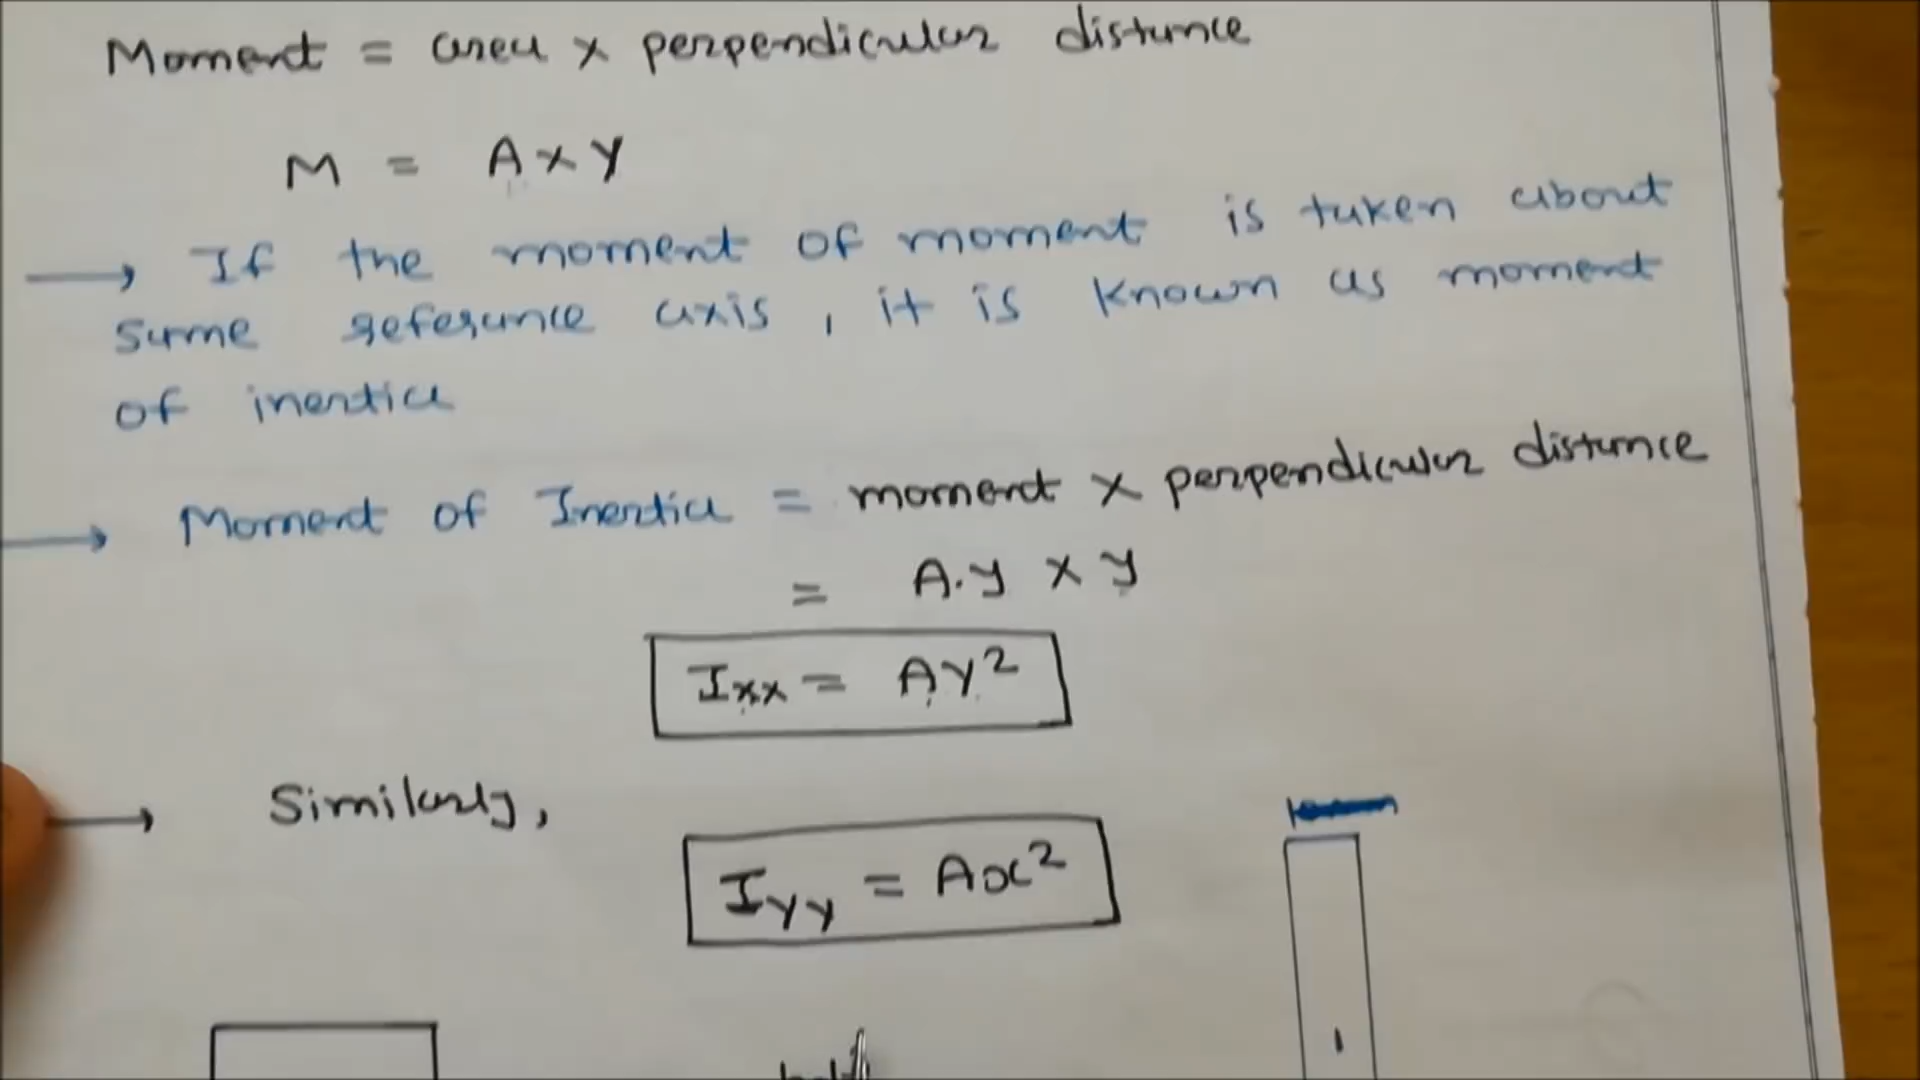 Moment = area × perpendicular distance
M = A × Y
→ If the moment of moment is taken about
same referance axis, it is known as moment
of inertia
→ Moment of Inertia = moment × perpendicular distance
= A.y × y
Ixx = AY²
→ Similarly,
Iyy = Ax²